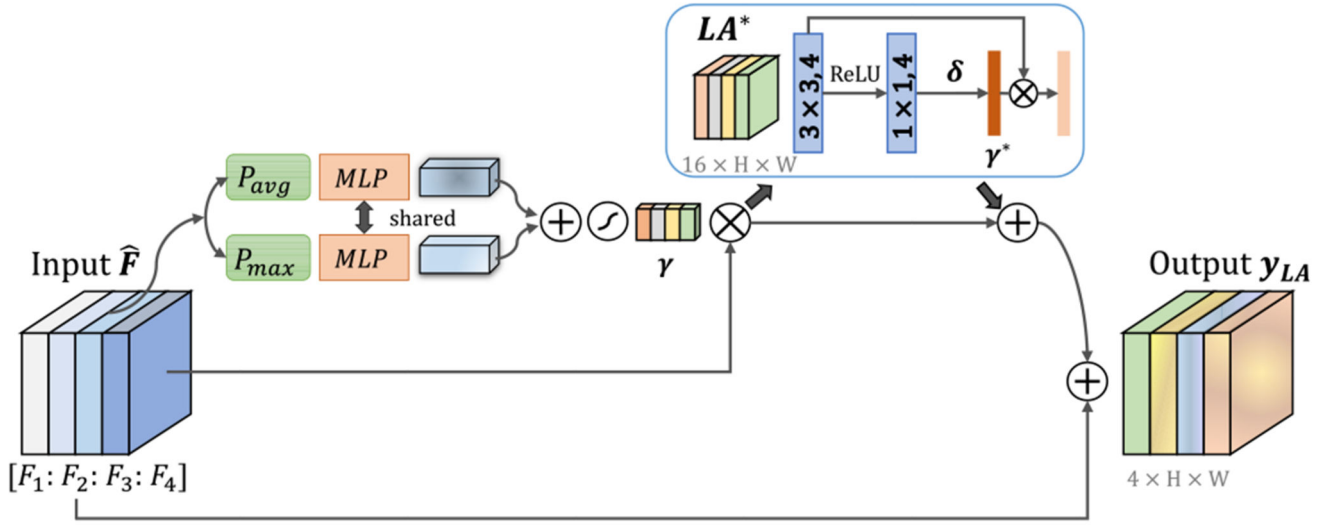 LA*
3 × 3,4
ReLU
1 × 1,4
δ
γ*
16 × H × W
P_avg
MLP
shared
P_max
MLP
γ
Input F̂
[F₁: F₂: F₃: F₄]
Output y_LA
4 × H × W